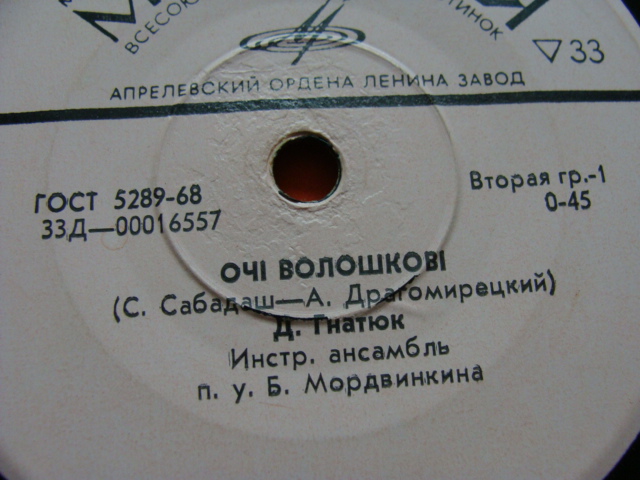 ВСЕСОЮ
▽33
АПРЕЛЕВСКИЙ ОРДЕНА ЛЕНИНА ЗАВОД
ГОСТ 5289-68
33Д—00016557
Вторая гр.-1
0-45
ОЧІ ВОЛОШКОВІ
(С. Сабадаш—А. Драгомирецкий)
Д. Гнатюк
Инстр. ансамбль
п. у. Б. Мордвинкина